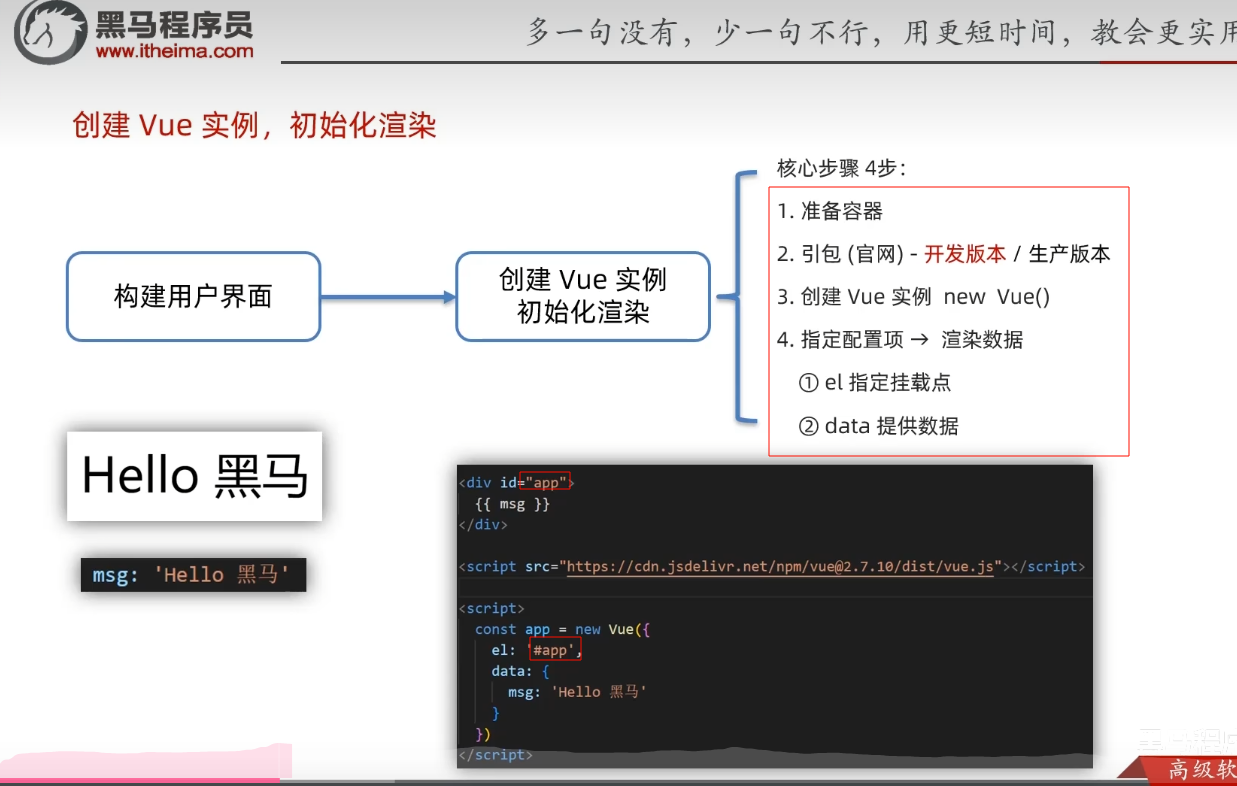 黑马程序员
www.itheima.com
多一句没有，少一句不行，用更短时间，教会更实用
创建 Vue 实例，初始化渲染
构建用户界面
创建 Vue 实例
初始化渲染
核心步骤 4步：
1. 准备容器
2. 引包 (官网) - 开发版本 / 生产版本
3. 创建 Vue 实例 new Vue()
4. 指定配置项 → 渲染数据
① el 指定挂载点
② data 提供数据
Hello 黑马
msg: 'Hello 黑马'
<div id="app">
{{ msg }}
</div>
<script src="https://cdn.jsdelivr.net/npm/vue@2.7.10/dist/vue.js"></script>
<script>
const app = new Vue({
el: '#app',
data: {
msg: 'Hello 黑马'
}
})
</script>
高级软